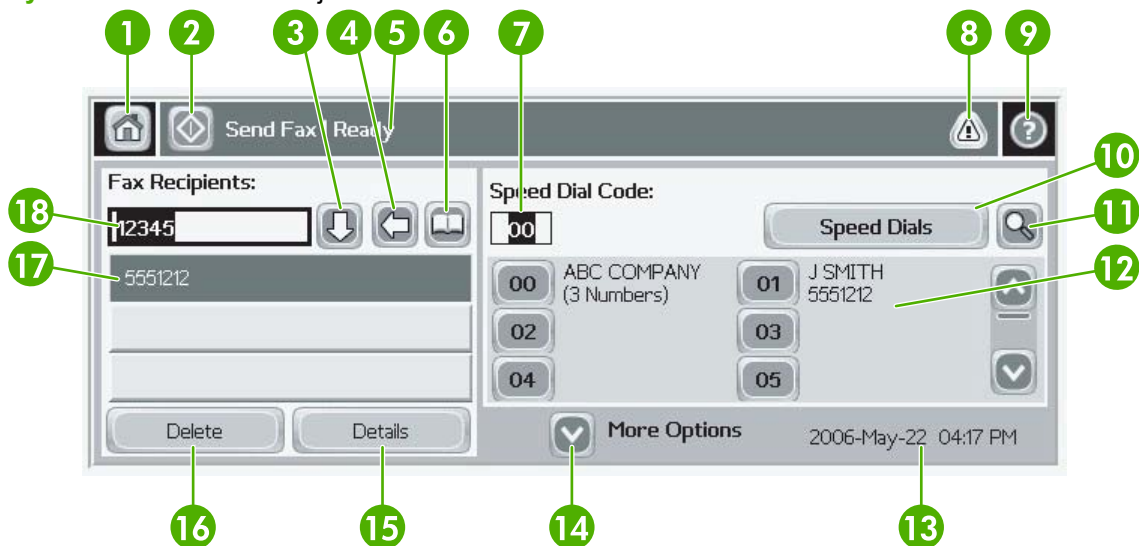 1 2 3 4 5 6 7 8 9
Send Fax | Ready
Fax Recipients:
12345
5551212
Delete Details
Speed Dial Code:
00
Speed Dials
00 ABC COMPANY
(3 Numbers)
01 J SMITH
5551212
02 03
04 05
More Options
2006-May-22 04:17 PM
10
11
12
18
17
16 15 14 13